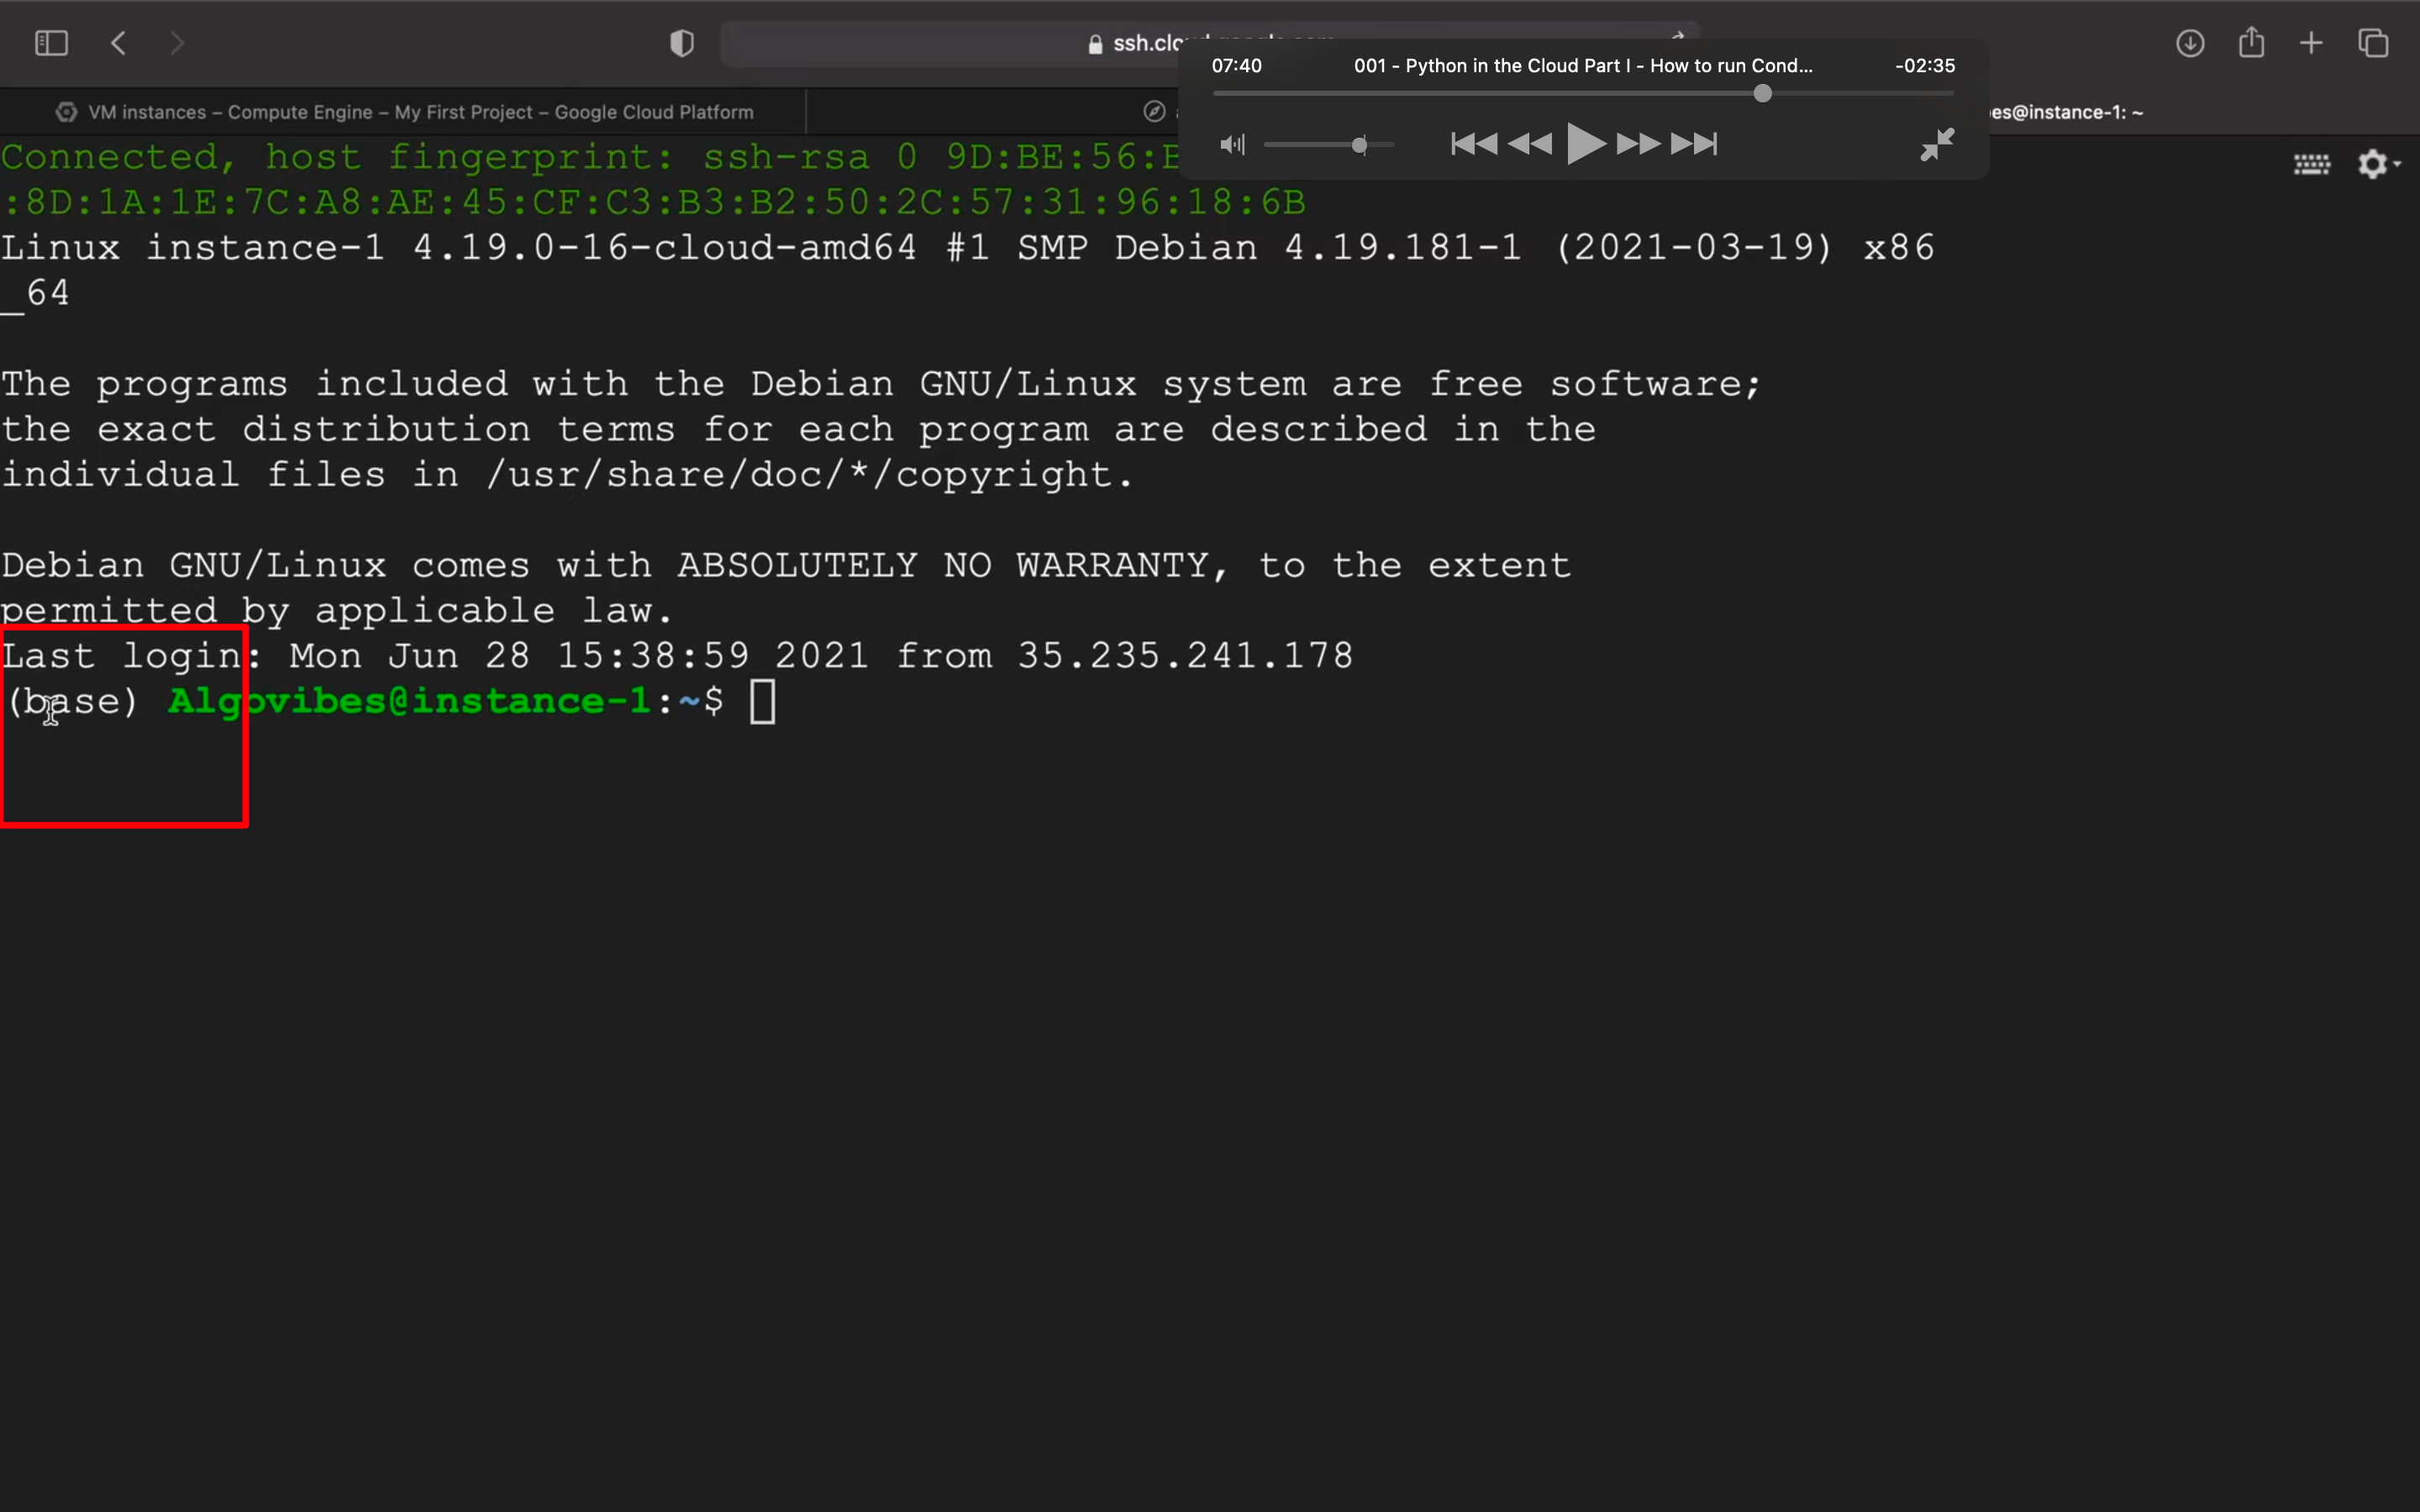 ssh.cl
07:40 001 - Python in the Cloud Part I - How to run Cond... -02:35
VM instances – Compute Engine – My First Project – Google Cloud Platform
es@instance-1: ~
Connected, host fingerprint: ssh-rsa 0 9D:BE:56:
:8D:1A:1E:7C:A8:AE:45:CF:C3:B3:B2:50:2C:57:31:96:18:6B
Linux instance-1 4.19.0-16-cloud-amd64 #1 SMP Debian 4.19.181-1 (2021-03-19) x86
_64
The programs included with the Debian GNU/Linux system are free software;
the exact distribution terms for each program are described in the
individual files in /usr/share/doc/*/copyright.
Debian GNU/Linux comes with ABSOLUTELY NO WARRANTY, to the extent
permitted by applicable law.
Last login: Mon Jun 28 15:38:59 2021 from 35.235.241.178
(base) Algovibes@instance-1:~$